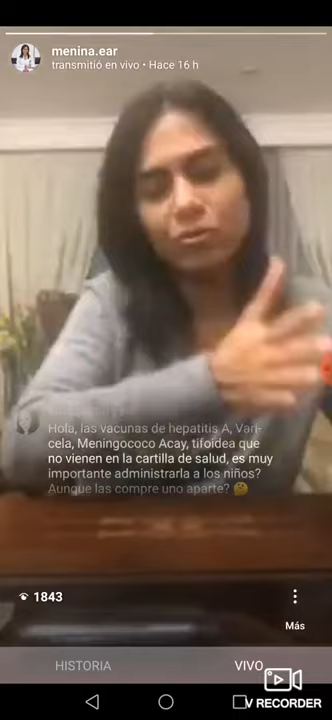 menina.ear
transmitió en vivo • Hace 16 h
Hola, las vacunas de hepatitis A, Vari-
cela, Meningococo Acay, tifoídea que
no vienen en la cartilla de salud, es muy
importante administrarla a los niños?
Aunque las compre uno aparte? 🤔
1843
Más
HISTORIA
VIVO
V RECORDER